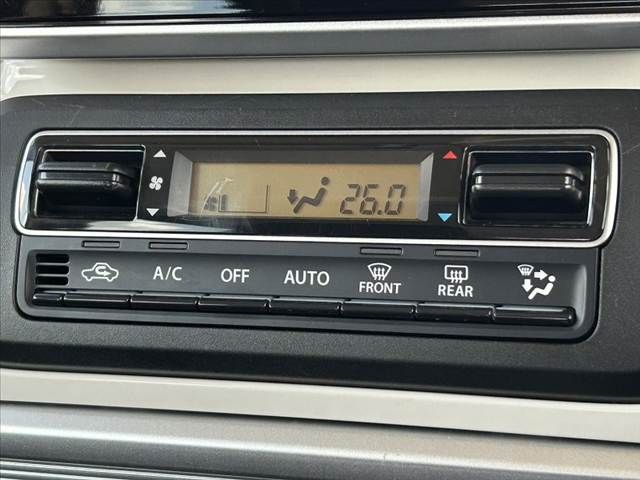 26.0
A/C OFF AUTO FRONT REAR